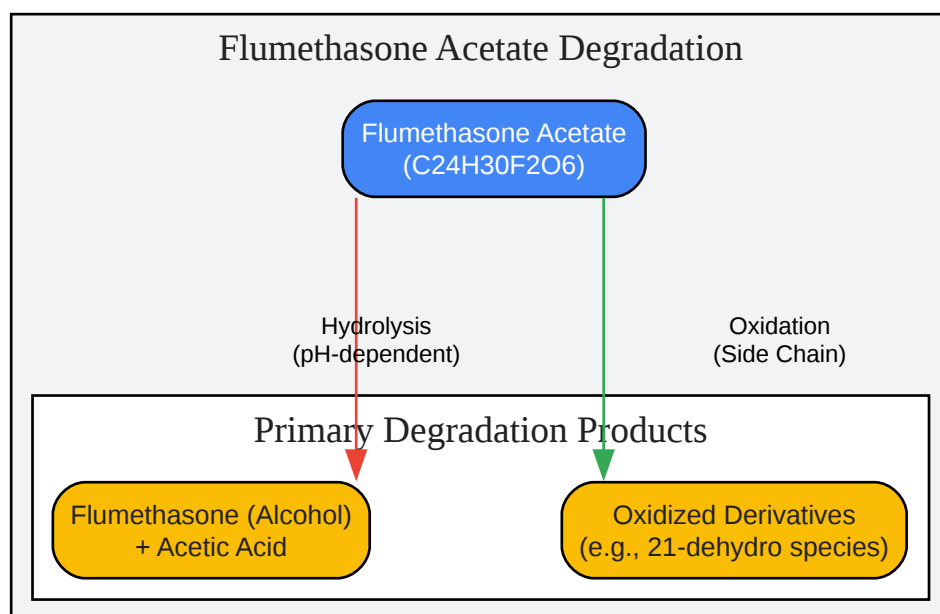 Flumethasone Acetate Degradation
Flumethasone Acetate
(C24H30F2O6)
Hydrolysis
(pH-dependent)
Oxidation
(Side Chain)
Primary Degradation Products
Flumethasone (Alcohol)
+ Acetic Acid
Oxidized Derivatives
(e.g., 21-dehydro species)